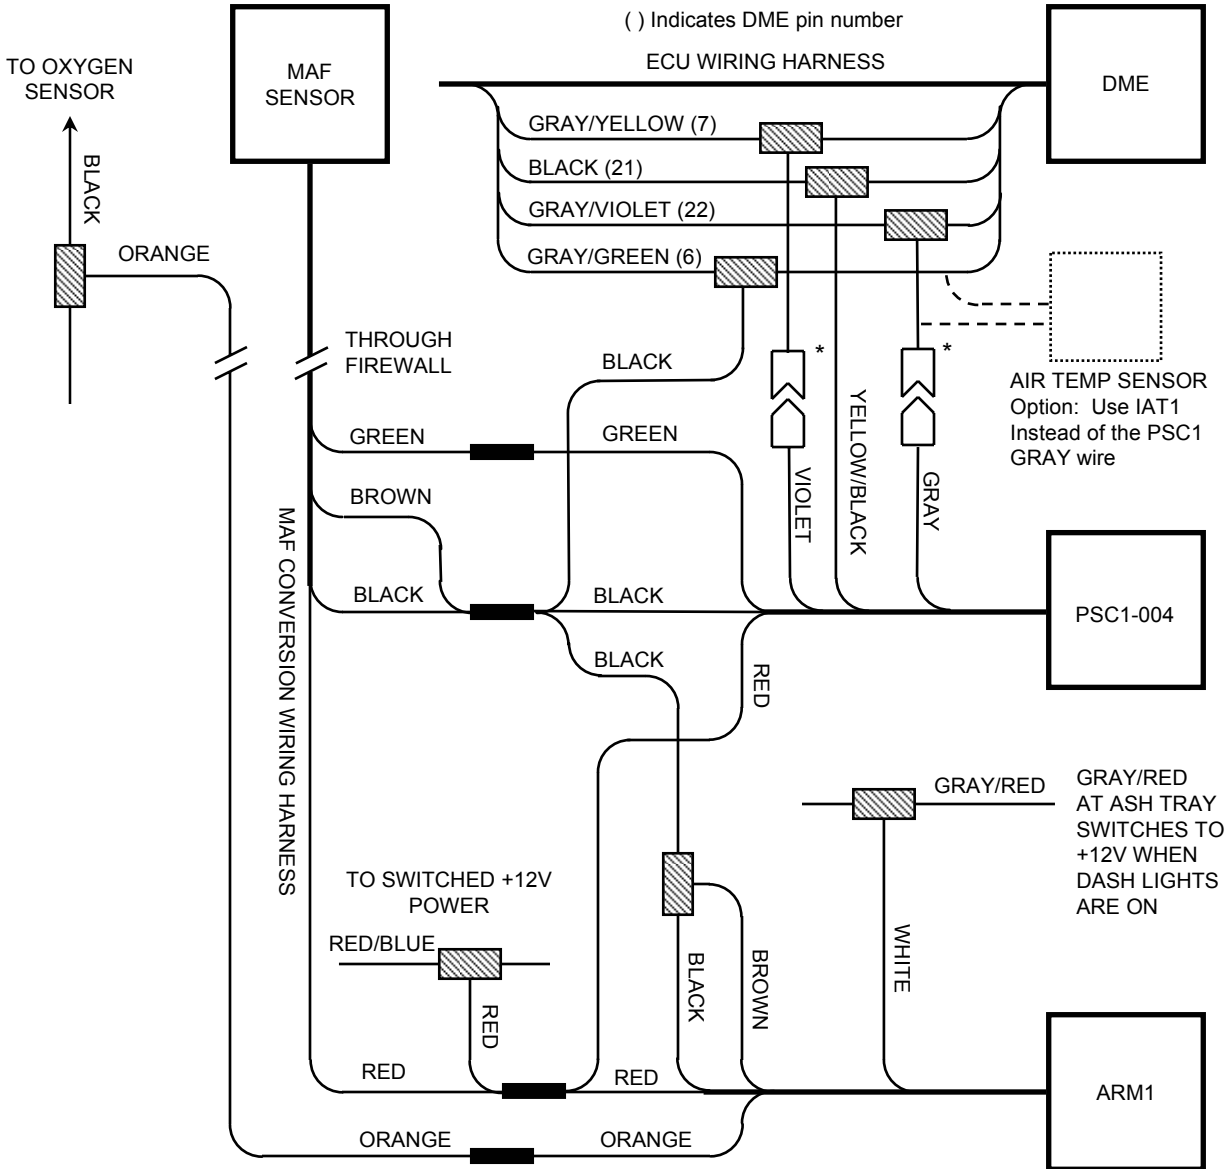 ( ) Indicates DME pin number
ECU WIRING HARNESS
TO OXYGEN
SENSOR
MAF
SENSOR
DME
BLACK
GRAY/YELLOW (7)
BLACK (21)
GRAY/VIOLET (22)
GRAY/GREEN (6)
ORANGE
THROUGH
FIREWALL
BLACK
*
*
AIR TEMP SENSOR
Option: Use IAT1
Instead of the PSC1
GRAY wire
GREEN
GREEN
VIOLET
YELLOW/BLACK
GRAY
BROWN
MAF CONVERSION WIRING HARNESS
BLACK
BLACK
PSC1-004
BLACK
RED
GRAY/RED
GRAY/RED
AT ASH TRAY
SWITCHES TO
+12V WHEN
DASH LIGHTS
ARE ON
TO SWITCHED +12V
POWER
RED/BLUE
RED
BLACK
BROWN
WHITE
RED
RED
ARM1
ORANGE
ORANGE